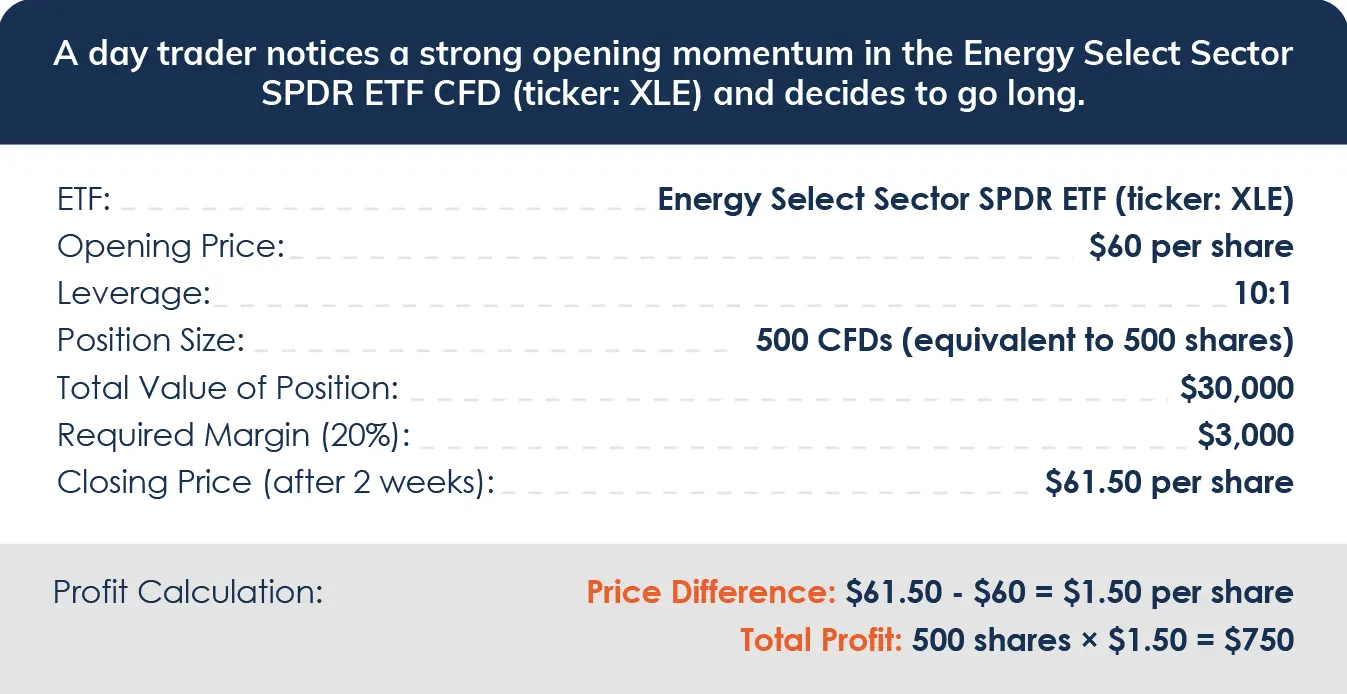 A day trader notices a strong opening momentum in the Energy Select Sector
SPDR ETF CFD (ticker: XLE) and decides to go long.
ETF: Energy Select Sector SPDR ETF (ticker: XLE)
Opening Price: $60 per share
Leverage: 10:1
Position Size: 500 CFDs (equivalent to 500 shares)
Total Value of Position: $30,000
Required Margin (20%): $3,000
Closing Price (after 2 weeks): $61.50 per share
Profit Calculation: Price Difference: $61.50 - $60 = $1.50 per share
Total Profit: 500 shares × $1.50 = $750